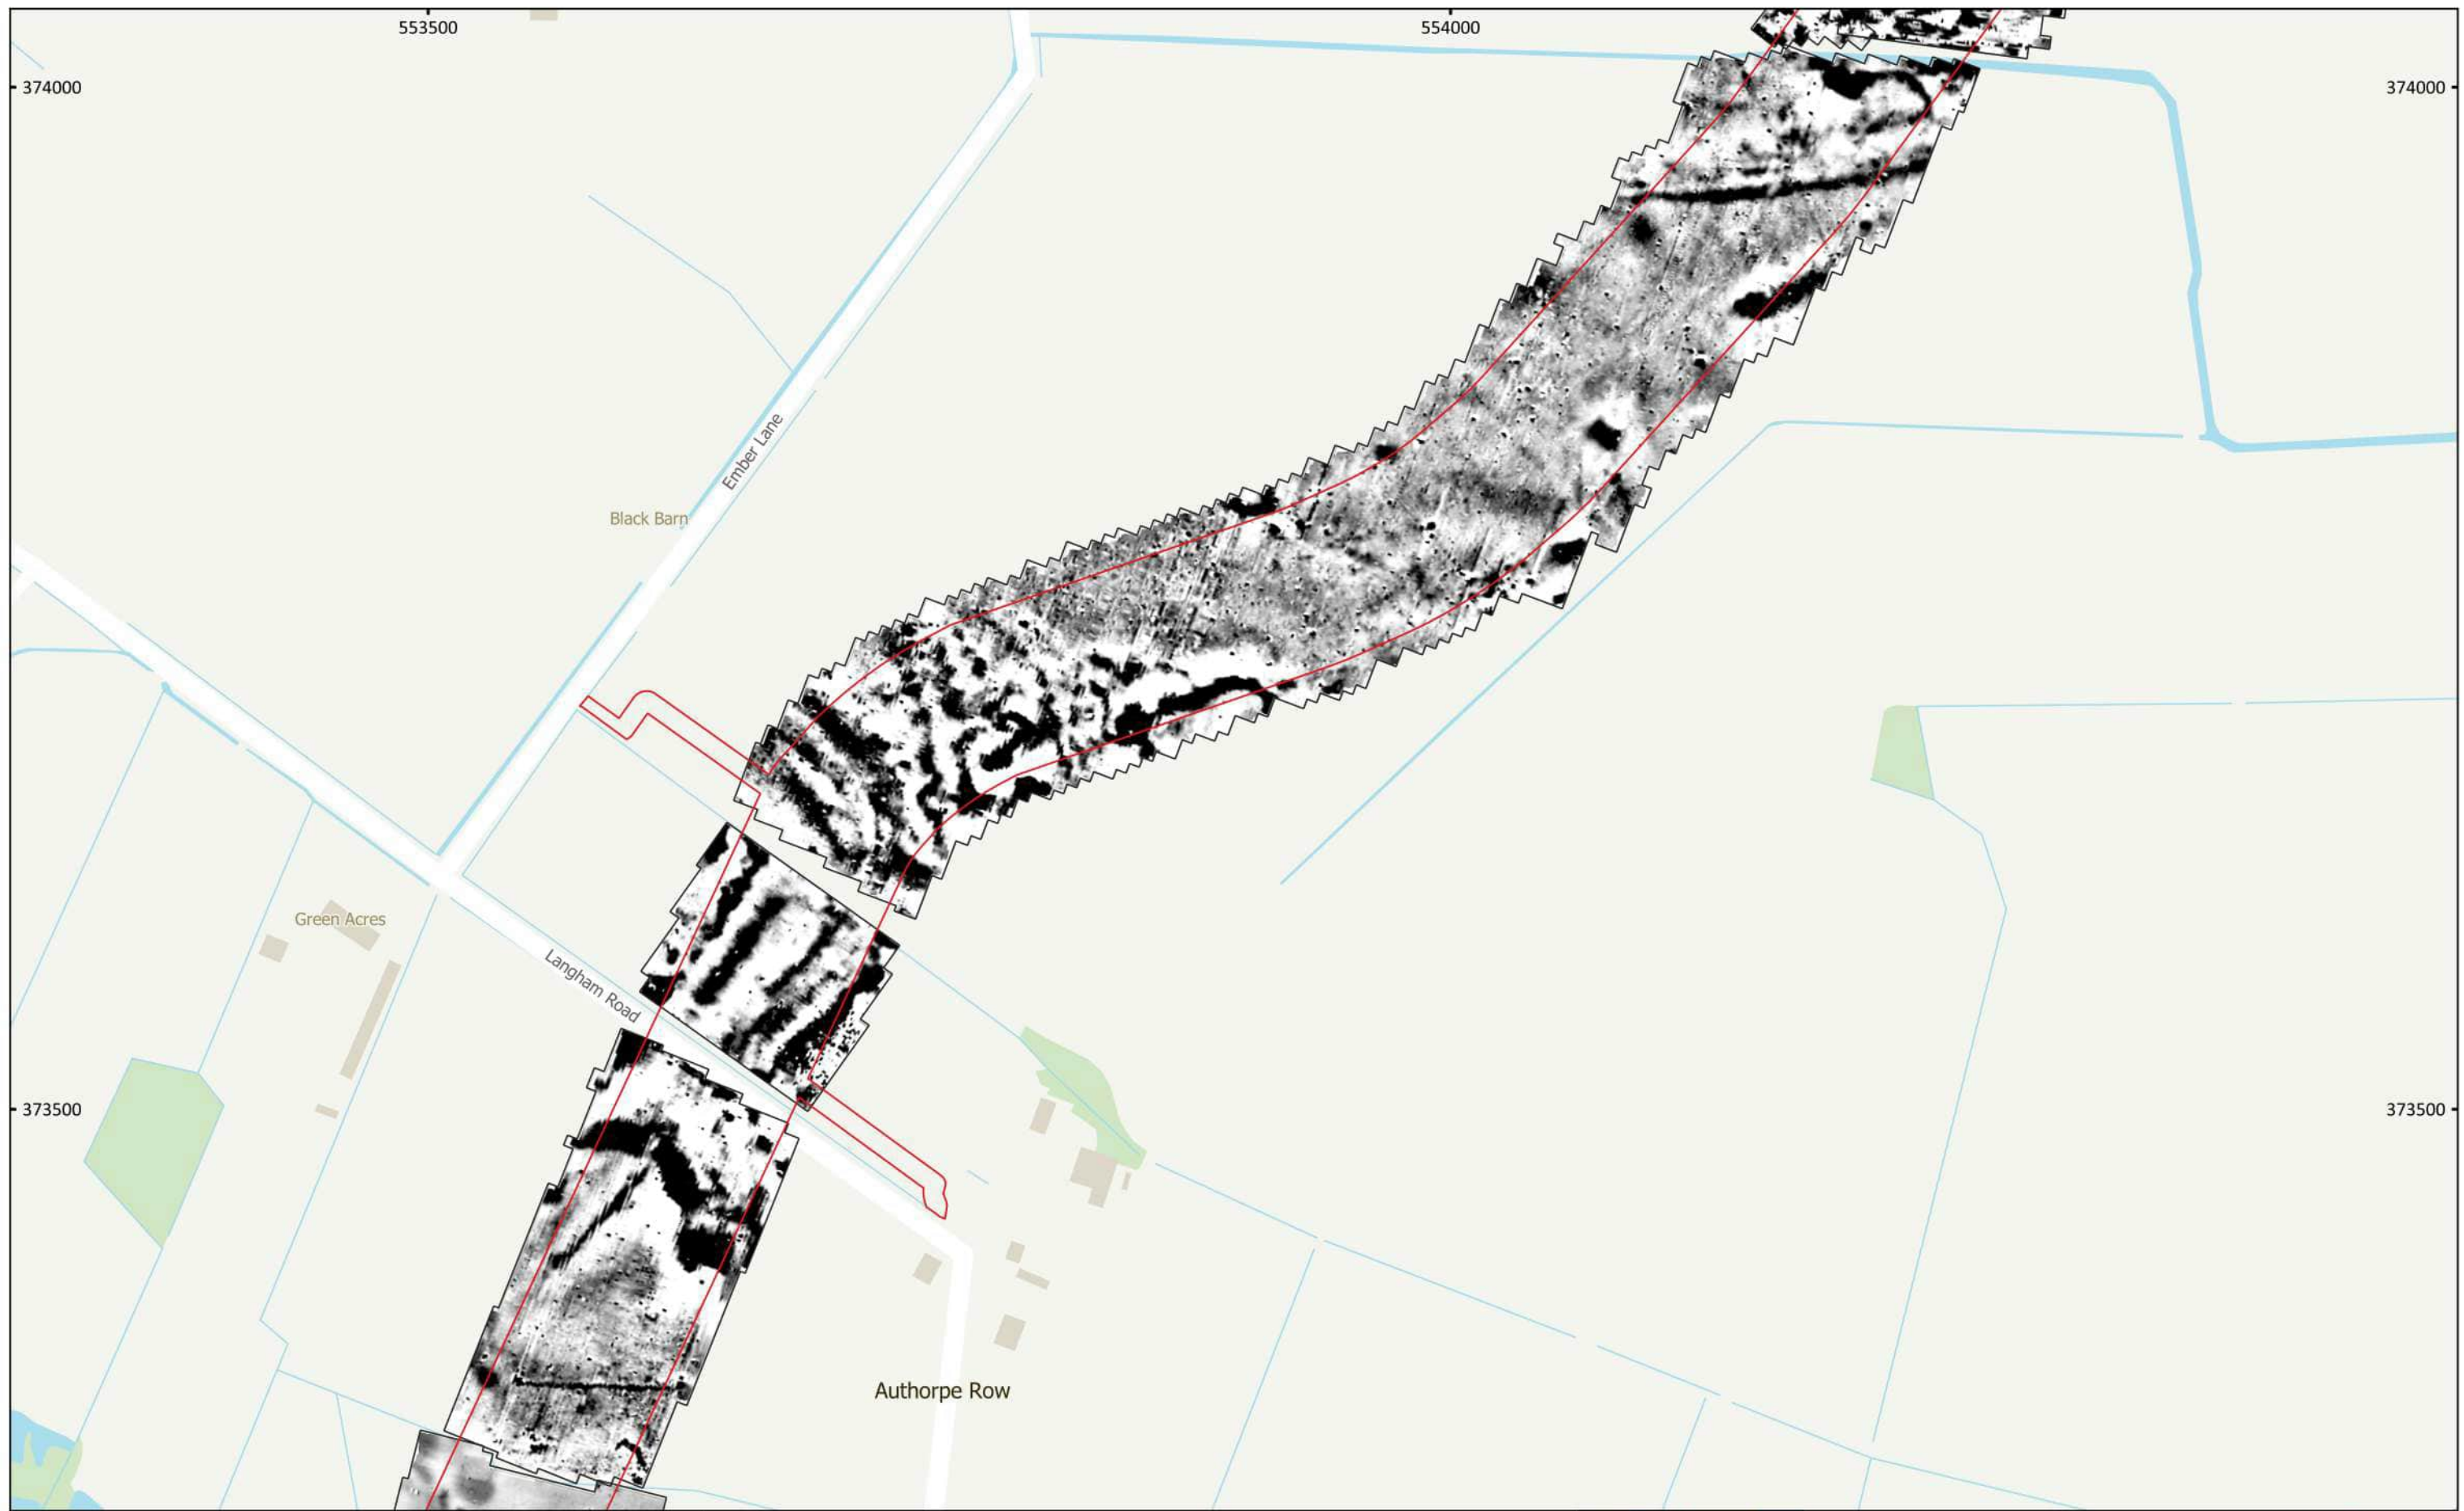 553500
554000
374000
374000
Ember Lane
Black Barn
Green Acres
Langham Road
373500
373500
Authorpe Row